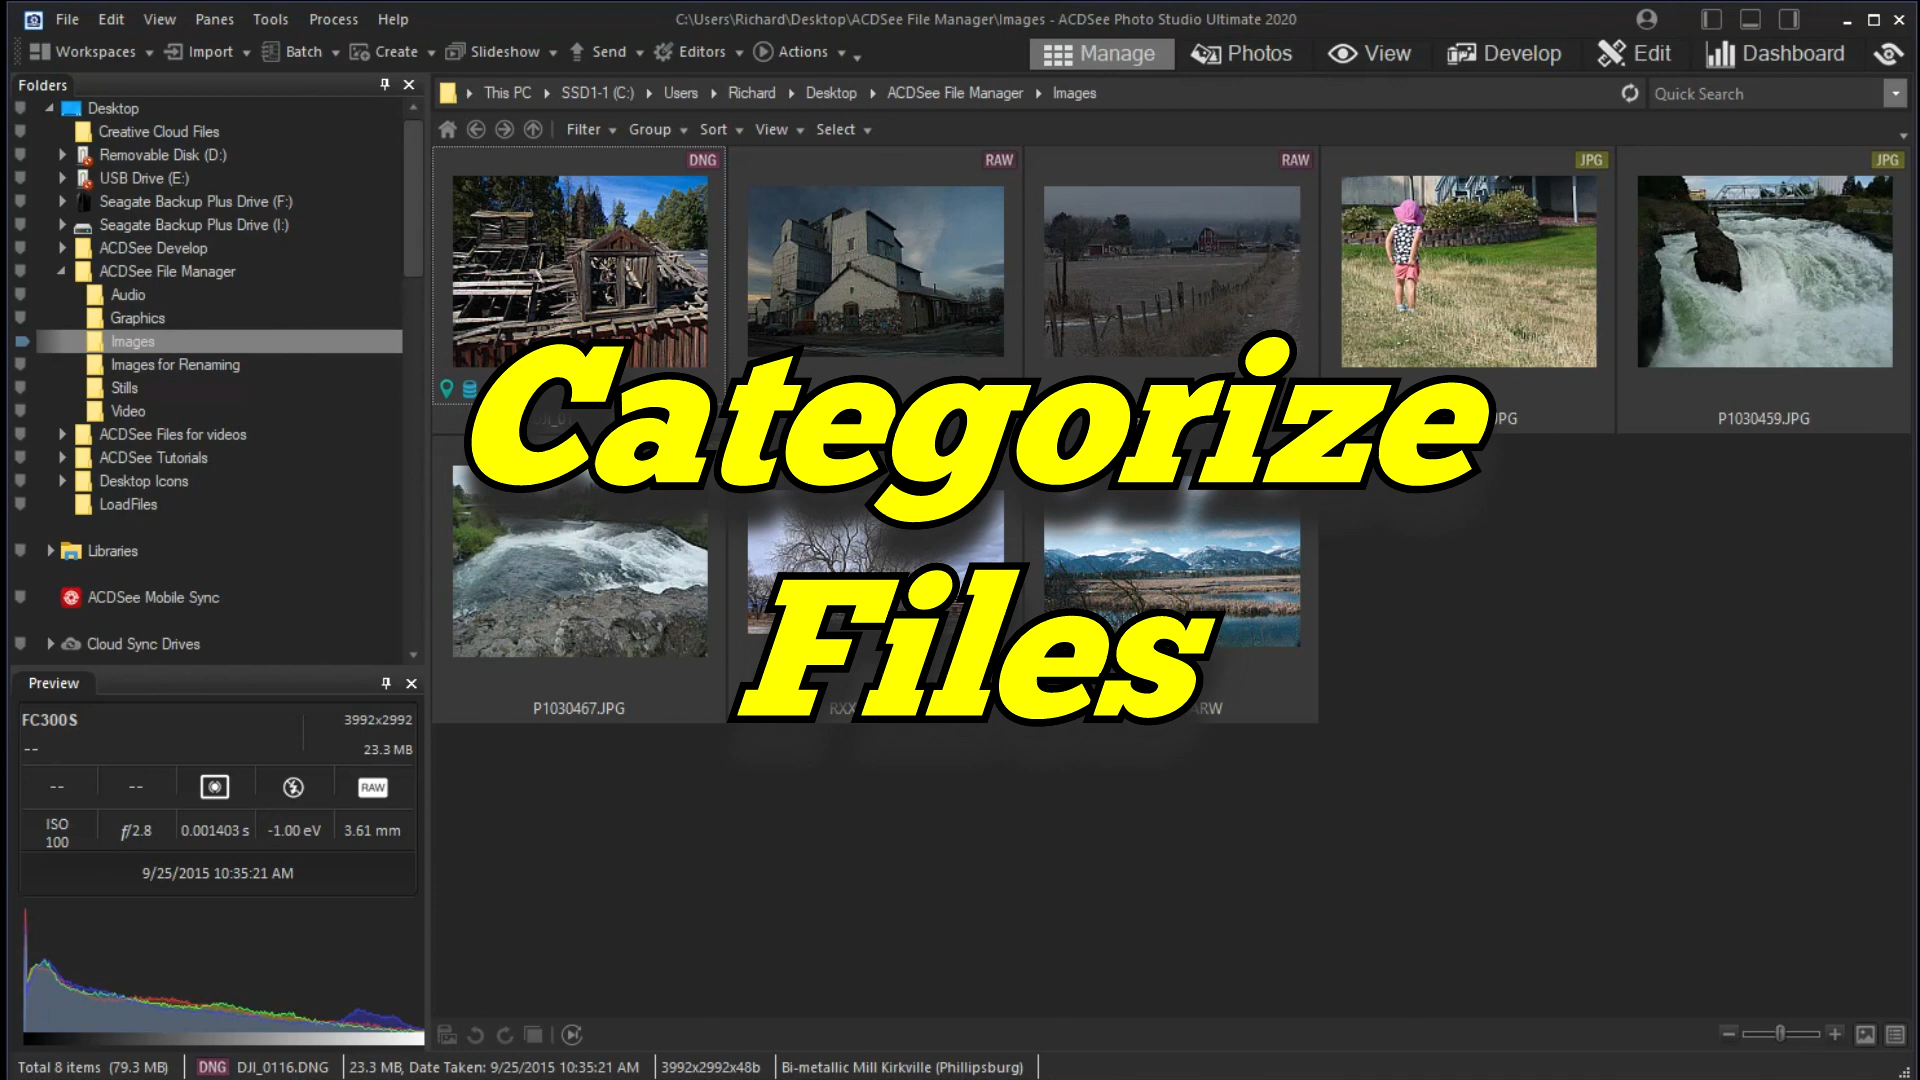 File Edit View Panes Tools Process Help
C:\Users\Richard\Desktop\ACDSee File Manager\Images - ACDSee Photo Studio Ultimate 2020
Workspaces Import Batch Create Slideshow Send Editors Actions
Manage Photos View Develop Edit Dashboard
Folders
Desktop
Creative Cloud Files
Removable Disk (D:)
USB Drive (E:)
Seagate Backup Plus Drive (F:)
Seagate Backup Plus Drive (I:)
ACDSee Develop
ACDSee File Manager
Audio
Graphics
Images
Images for Renaming
Stills
Video
ACDSee Files for videos
ACDSee Tutorials
Desktop Icons
LoadFiles
Libraries
ACDSee Mobile Sync
Cloud Sync Drives
This PC SSD1-1 (C:) Users Richard Desktop ACDSee File Manager Images
Quick Search
Filter Group Sort View Select
DNG RAW RAW JPG JPG
Categorize
Files
P1030459.JPG
P1030467.JPG
Preview
FC300S 3992x2992
-- 23.3 MB
-- -- RAW
ISO 100 f/2.8 0.001403 s -1.00 eV 3.61 mm
9/25/2015 10:35:21 AM
Total 8 items (79.3 MB) DNG DJI_0116.DNG 23.3 MB, Date Taken: 9/25/2015 10:35:21 AM 3992x2992x48b Bi-metallic Mill Kirkville (Phillipsburg)